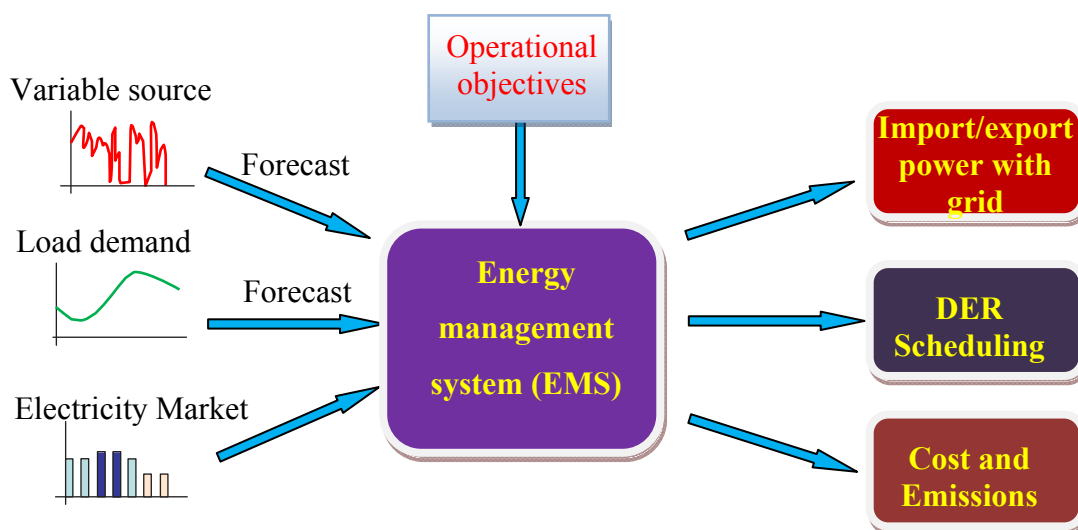 Operational
objectives
Variable source
Forecast
Load demand
Forecast
Electricity Market
Energy
management
system (EMS)
Import/export
power with
grid
DER
Scheduling
Cost and
Emissions